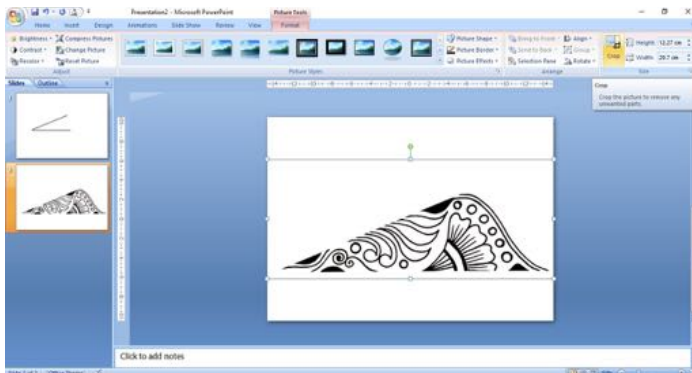 Presentation2 - Microsoft PowerPoint
Picture Tools
Home Insert Design Animations Slide Show Review View Format
Brightness Compress Pictures
Contrast Change Picture
Recolor Reset Picture
Adjust
Picture Styles
Picture Shape
Picture Border
Picture Effects
Bring to Front
Send to Back
Selection Pane
Align
Group
Rotate
Arrange
Crop
Height: 12.27 cm
Width: 29.7 cm
Size
Slides Outline
Crop
Crop the picture to remove any
unwanted parts.
Click to add notes